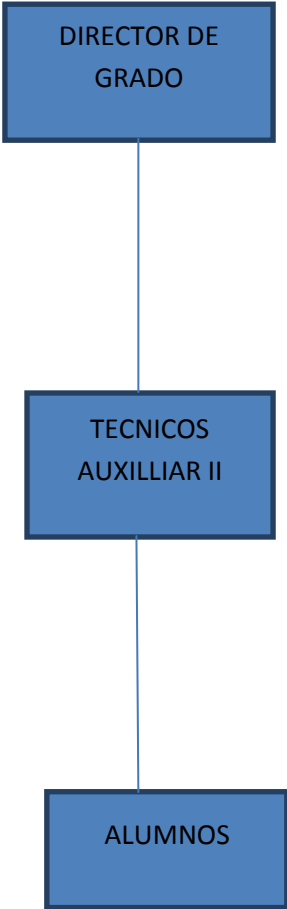 DIRECTOR DE
GRADO
TECNICOS
AUXILLIAR II
ALUMNOS